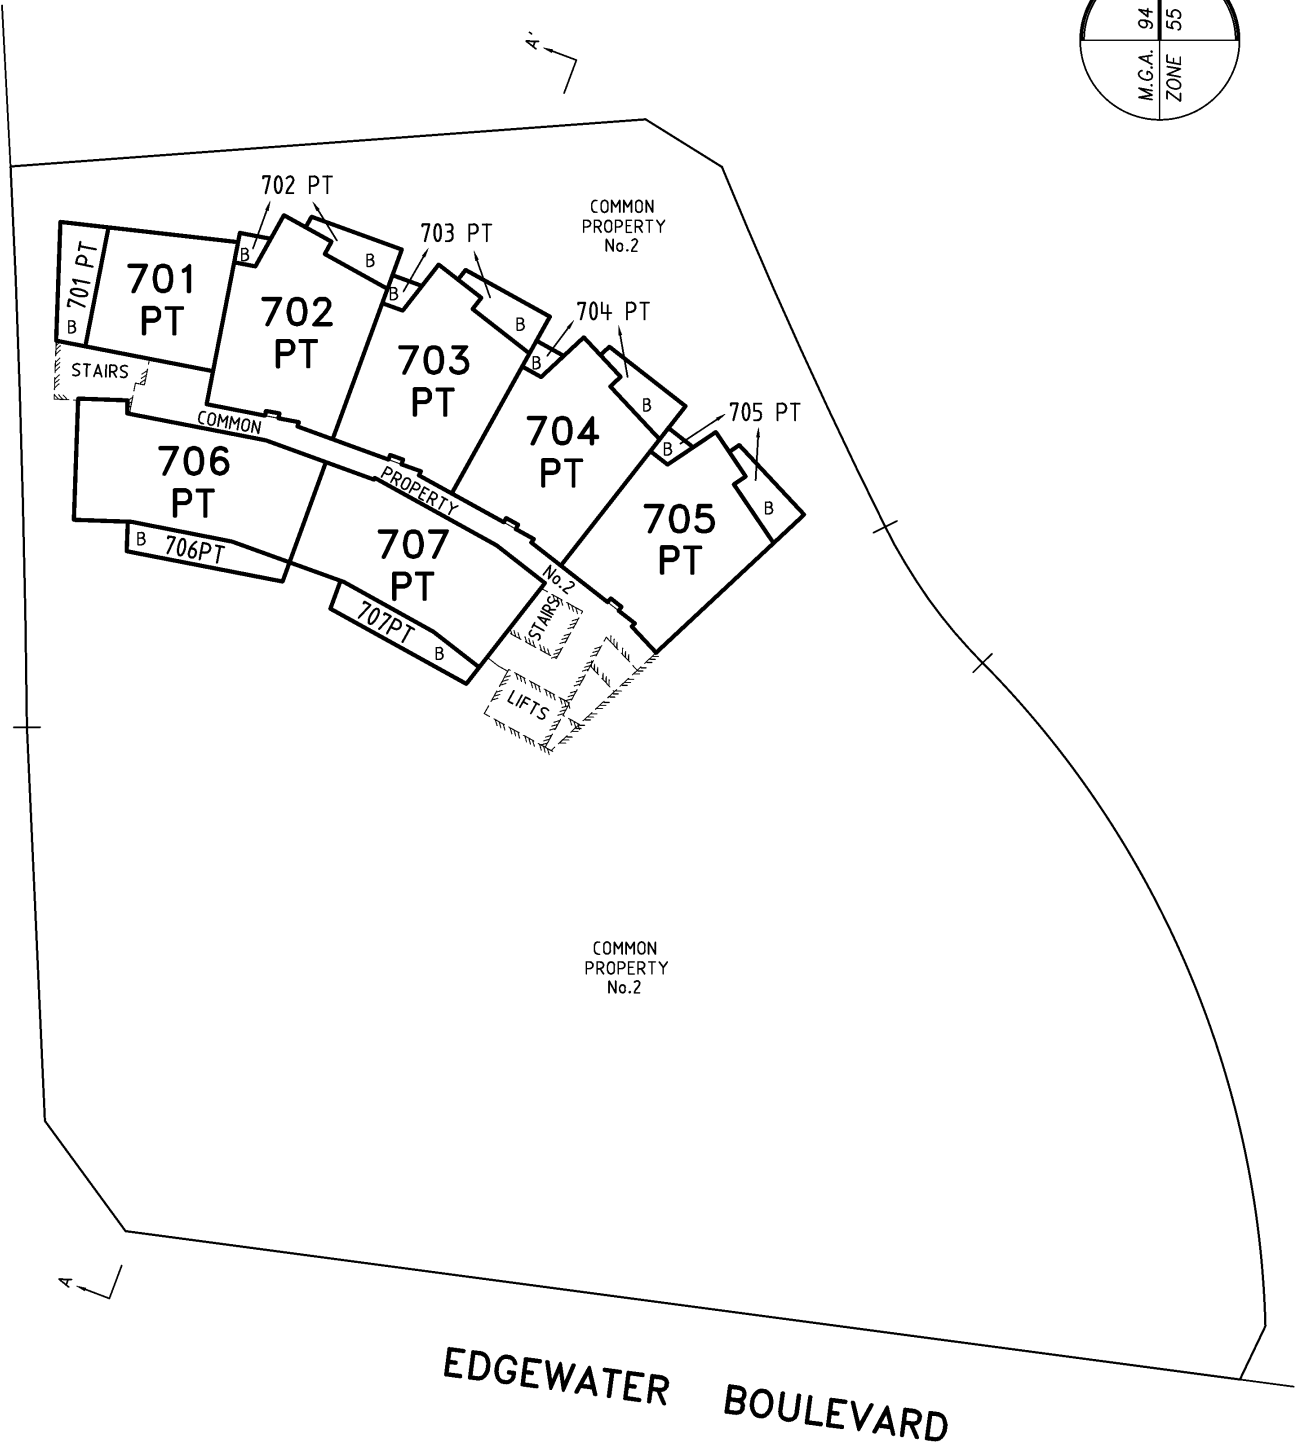 A'
M.G.A. 94
ZONE 55
702 PT
COMMON
PROPERTY
No.2
703 PT
B
B
701 PT
B
701
PT
B
B
702
PT
704 PT
B
B
703
PT
STAIRS
B
705 PT
B
704
PT
COMMON
B
706
PT
PROPERTY
705
PT
B
706PT
707
PT
No.2
STAIRS
707PT
B
LIFTS
COMMON
PROPERTY
No.2
A
EDGEWATER BOULEVARD